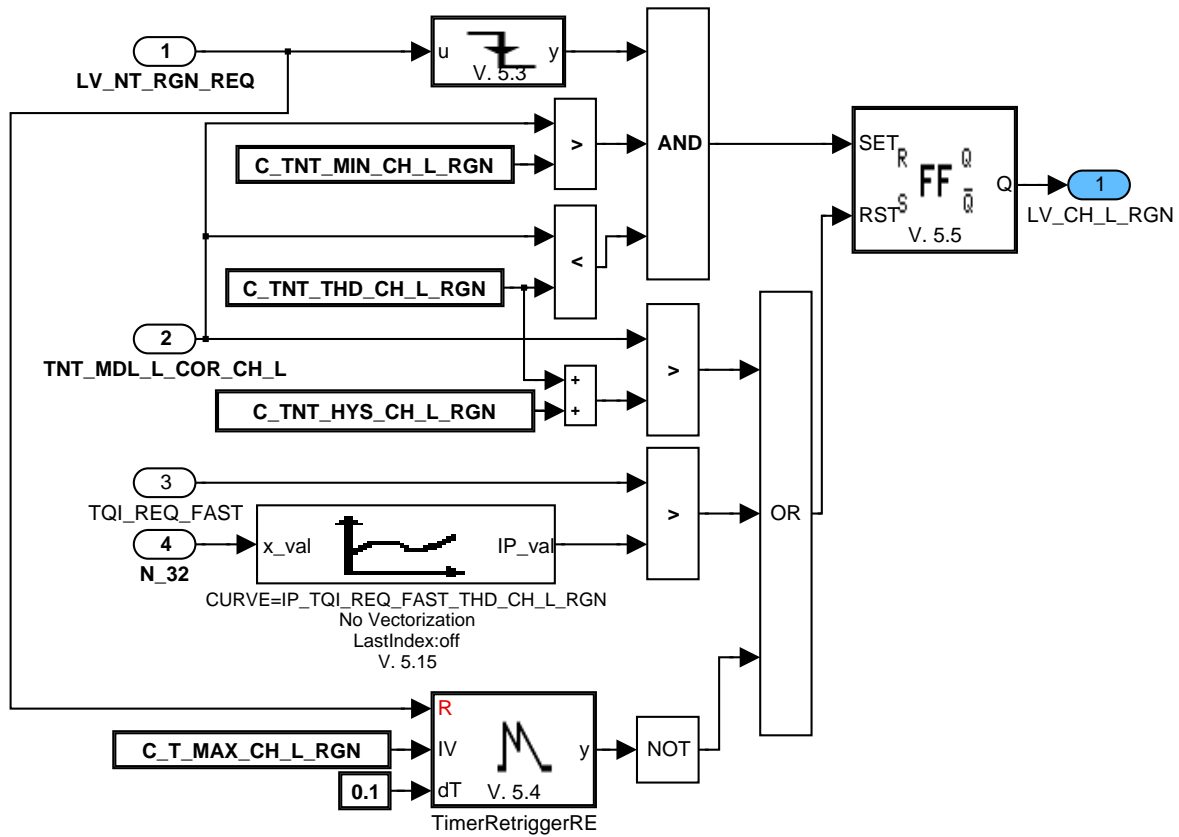 1
LV_NT_RGN_REQ
u
y
V. 5.3
>
C_TNT_MIN_CH_L_RGN
AND
SET
R
Q
FF
S
Q̅
RST
V. 5.5
Q
1
LV_CH_L_RGN
<
C_TNT_THD_CH_L_RGN
2
TNT_MDL_L_COR_CH_L
+
+
>
C_TNT_HYS_CH_L_RGN
3
TQI_REQ_FAST
>
OR
4
N_32
x_val
IP_val
CURVE=IP_TQI_REQ_FAST_THD_CH_L_RGN
No Vectorization
LastIndex:off
V. 5.15
R
C_T_MAX_CH_L_RGN
IV
y
NOT
0.1
dT
V. 5.4
TimerRetriggerRE